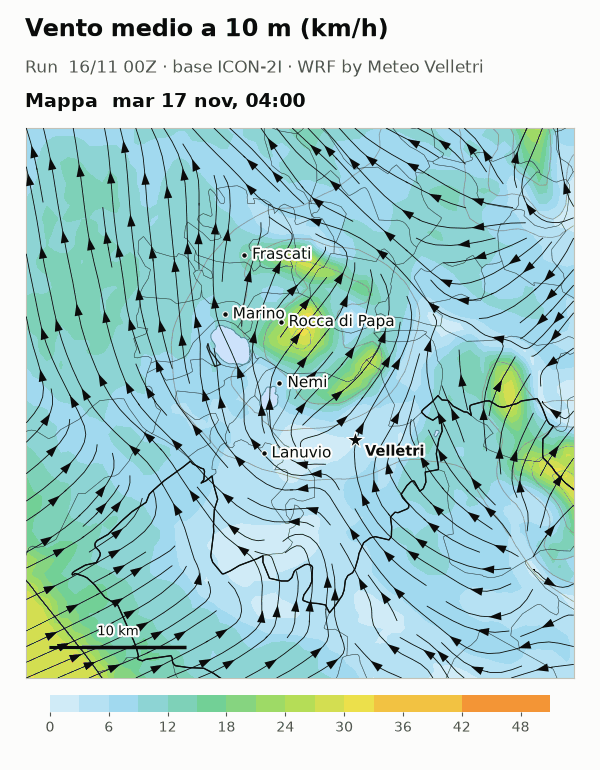 Vento medio a 10 m (km/h)
Run  16/11 00Z · base ICON-2I · WRF by Meteo Velletri
Mappa  mar 17 nov, 04:00
Frascati
Marino
Rocca di Papa
Nemi
Velletri
Lanuvio
10 km
0 6 12 18 24 30 36 42 48